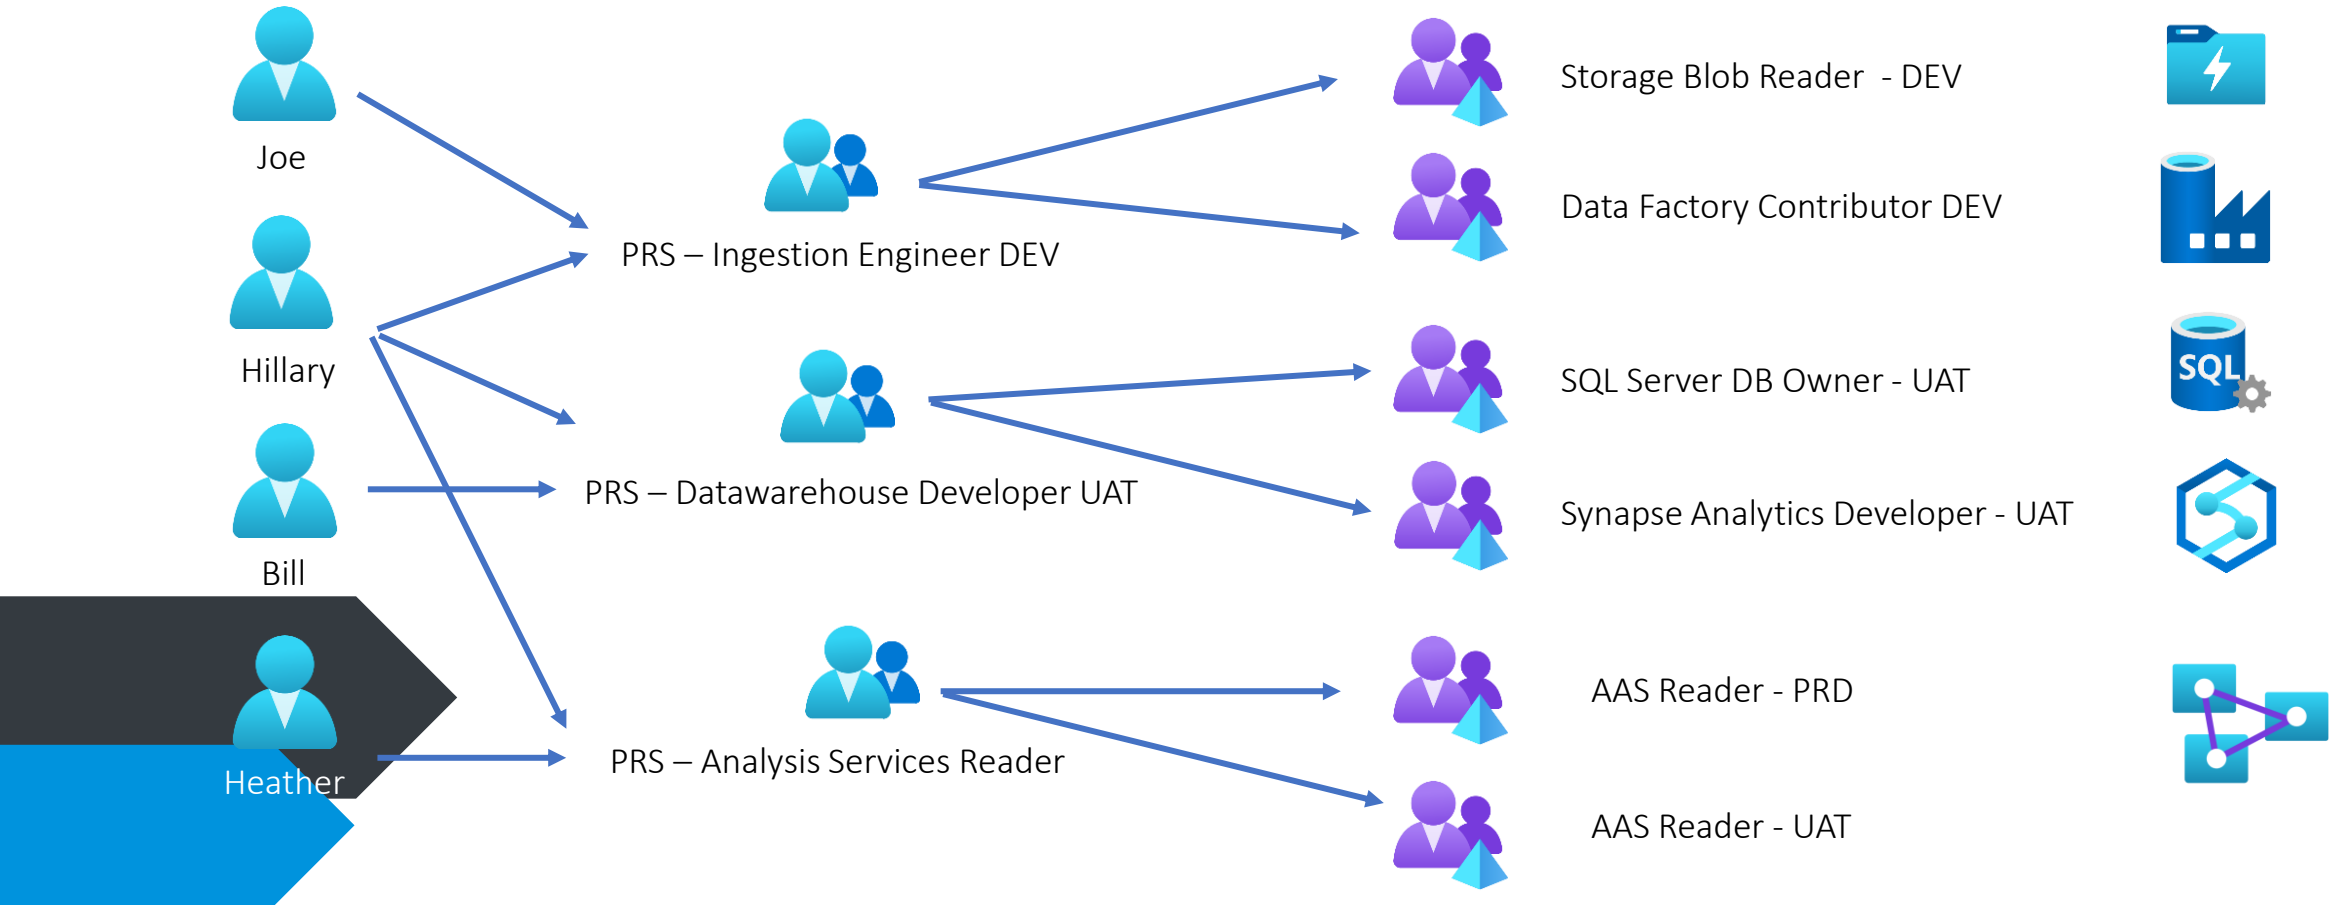 Joe
Hillary
Bill
Heather
PRS – Ingestion Engineer DEV
PRS – Datawarehouse Developer UAT
PRS – Analysis Services Reader
Storage Blob Reader  - DEV
Data Factory Contributor DEV
SQL Server DB Owner - UAT
Synapse Analytics Developer - UAT
AAS Reader - PRD
AAS Reader - UAT
SQL